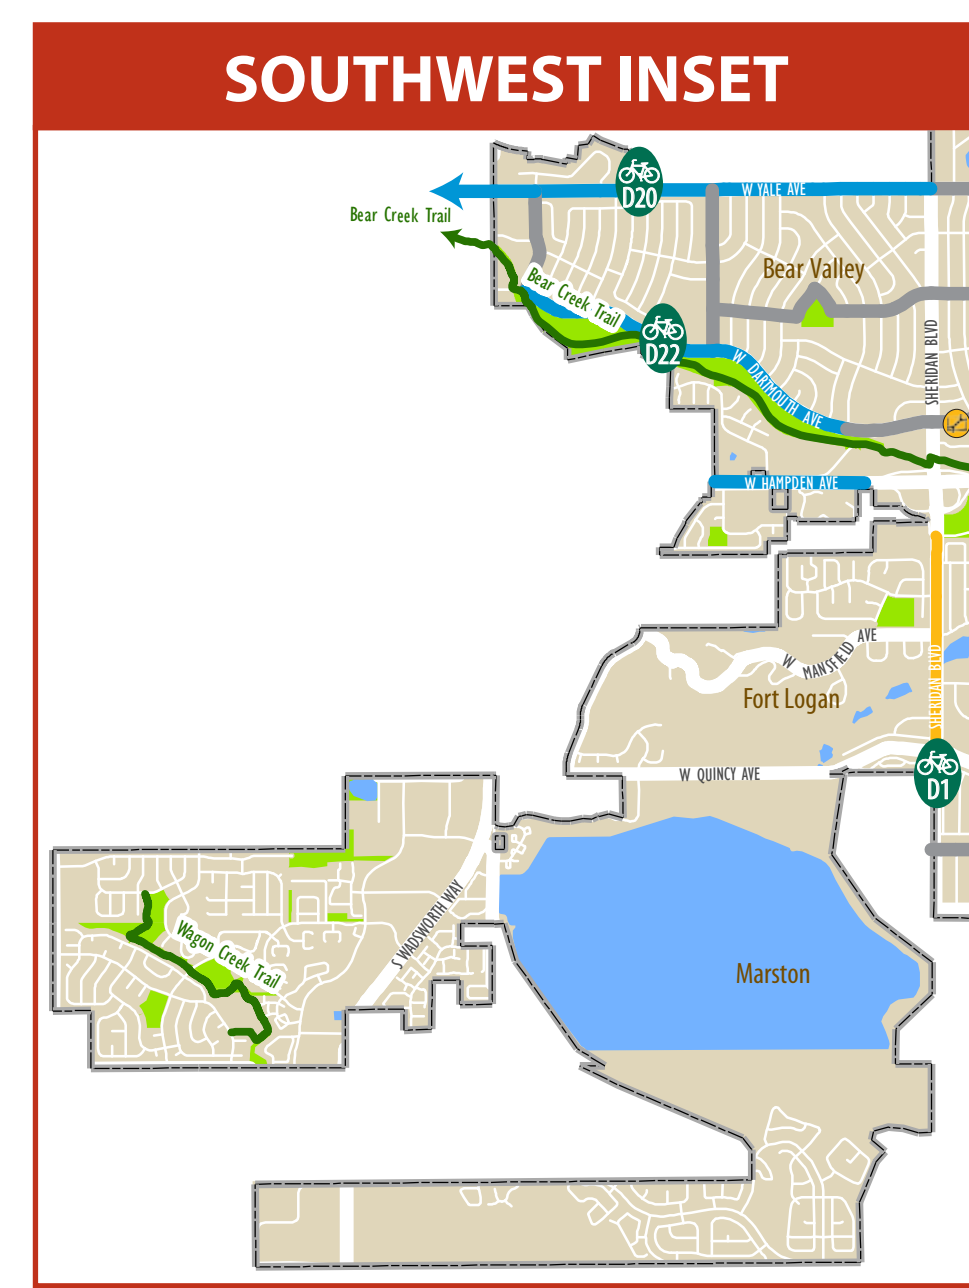 SOUTHWEST INSET
D20
W YALE AVE
Bear Creek Trail
Bear Valley
Bear Creek Trail
SHERIDAN BLVD
D22
W DARMOUTH AVE
W HAMPDEN AVE
W MANSFIELD AVE
SHERIDAN BLVD
Fort Logan
W QUINCY AVE
D1
S WADSWORTH WAY
Wagon Creek Trail
Marston